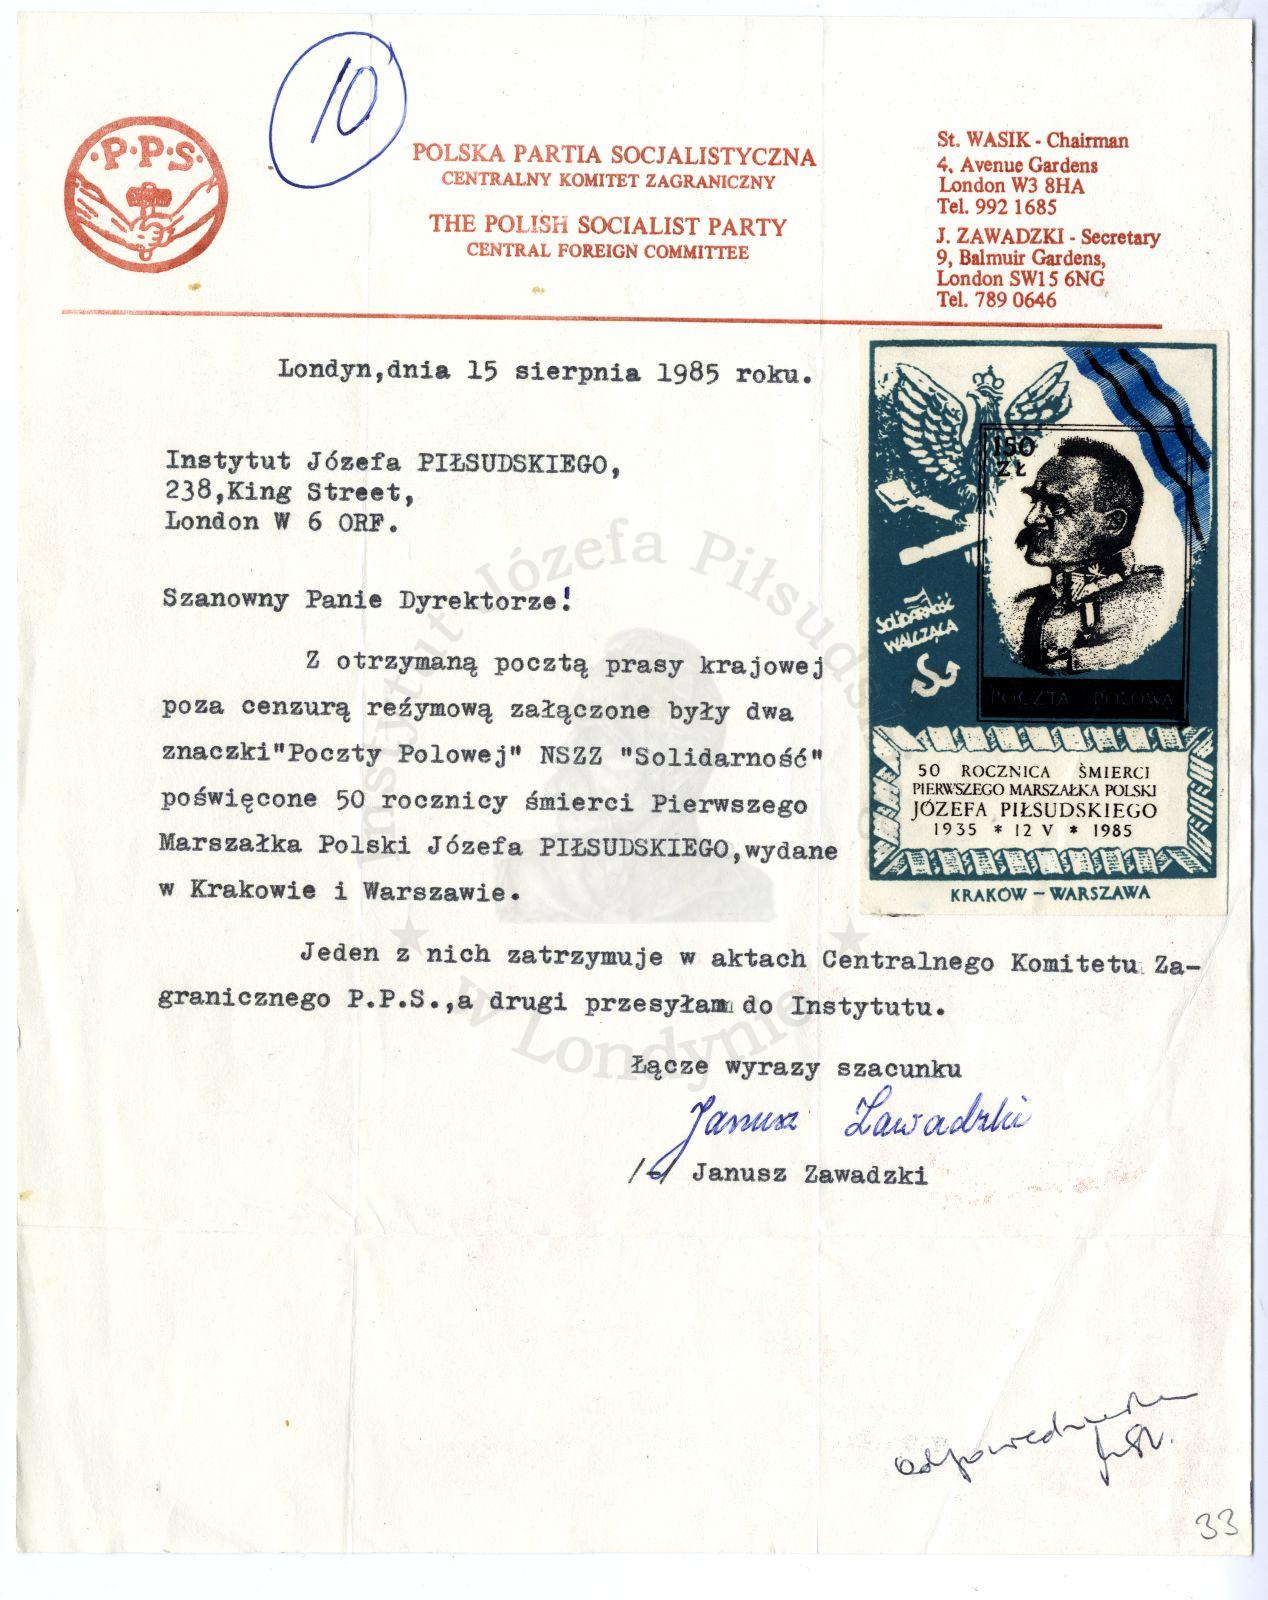 10
·P·P·S·
POLSKA PARTIA SOCJALISTYCZNA
CENTRALNY KOMITET ZAGRANICZNY
THE POLISH SOCIALIST PARTY
CENTRAL FOREIGN COMMITTEE
St. WASIK - Chairman
4, Avenue Gardens
London W3 8HA
Tel. 992 1685
J. ZAWADZKI - Secretary
9, Balmuir Gardens,
London SW15 6NG
Tel. 789 0646
Londyn,dnia 15 sierpnia 1985 roku.
Instytut Józefa PIŁSUDSKIEGO,
238,King Street,
London W 6 ORF.
Szanowny Panie Dyrektorze!
Z otrzymaną pocztą prasy krajowej
poza cenzurą reżymową załączone były dwa
znaczki"Poczty Polowej" NSZZ "Solidarność"
poświęcone 50 rocznicy śmierci Pierwszego
Marszałka Polski Józefa PIŁSUDSKIEGO,wydane
w Krakowie i Warszawie.
Jeden z nich zatrzymuje w aktach Centralnego Komitetu Za-
granicznego P.P.S.,a drugi przesyłam do Instytutu.
Łącze wyrazy szacunku
Janusz Zawadzki
/-/ Janusz Zawadzki
150
ZŁ
SOLIDARNOŚĆ
WALCZĄCA
POCZTA POLOWA
50 ROCZNICA ŚMIERCI
PIERWSZEGO MARSZAŁKA POLSKI
JÓZEFA PIŁSUDSKIEGO
1935 * 12 V * 1985
KRAKÓW – WARSZAWA
Instytut Józefa Piłsudskiego
w Londynie
33